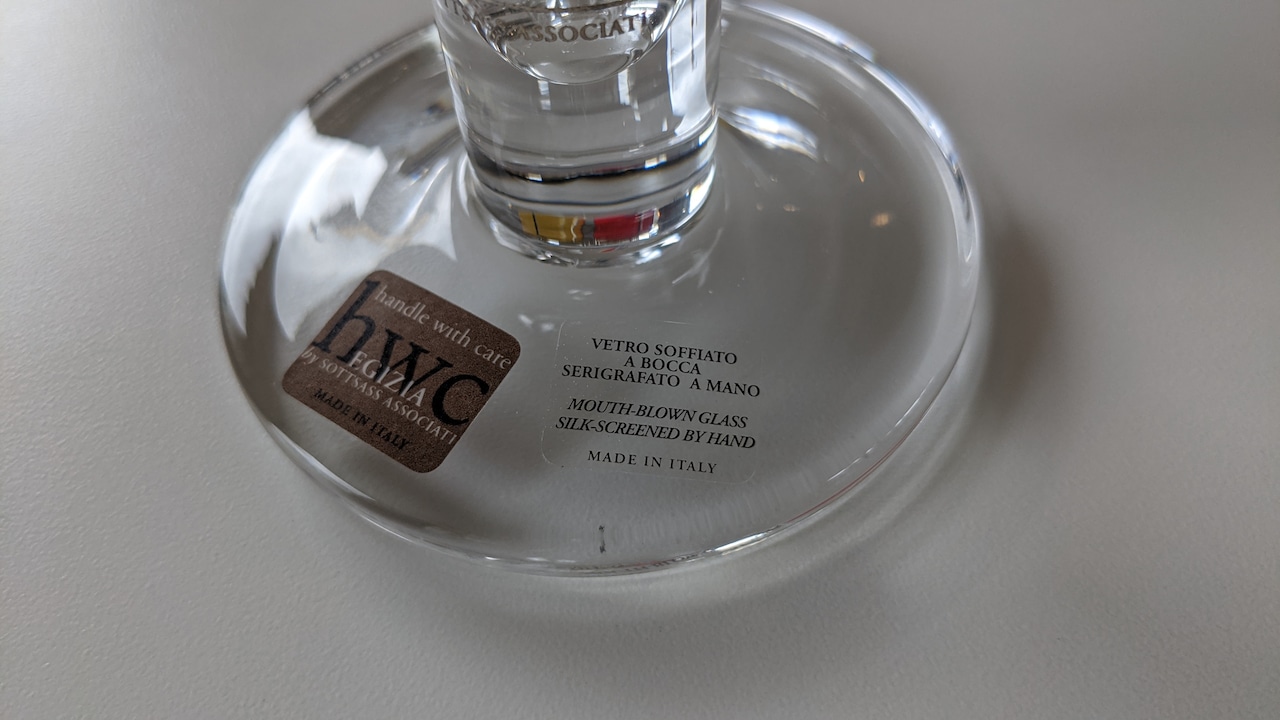 ASSOCIATI
handle with care
hwc
EGIZIA
BY SOTTSASS ASSOCIATI
MADE IN ITALY
VETRO SOFFIATO
A BOCCA
SERIGRAFATO A MANO
MOUTH-BLOWN GLASS
SILK-SCREENED BY HAND
MADE IN ITALY